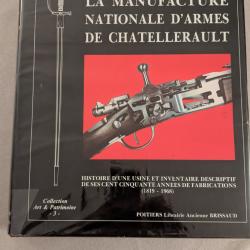 LA MANUFACTURE
NATIONALE D'ARMES
DE CHATELLERAULT
HISTOIRE D'UNE USINE ET INVENTAIRE DESCRIPTIF
DE SES CENT CINQUANTE ANNÉES DE FABRICATIONS
(1819 - 1968)
Collection
Art & Patrimoine
- 3 -
POITIERS Librairie Ancienne BRISSAUD